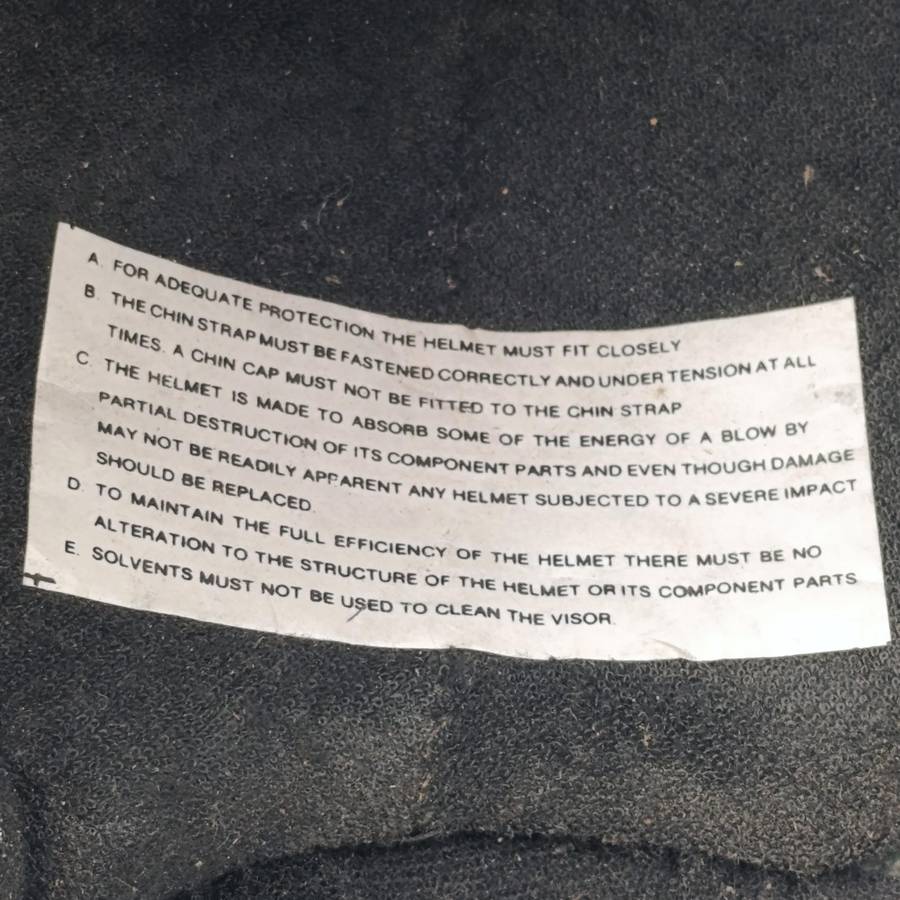 A. FOR ADEQUATE PROTECTION THE HELMET MUST FIT CLOSELY
B. THE CHIN STRAP MUST BE FASTENED CORRECTLY AND UNDER TENSION AT ALL
TIMES. A CHIN CAP MUST NOT BE FITTED TO THE CHIN STRAP
C. THE HELMET IS MADE TO ABSORB SOME OF THE ENERGY OF A BLOW BY
PARTIAL DESTRUCTION OF ITS COMPONENT PARTS AND EVEN THOUGH DAMAGE
MAY NOT BE READILY APPARENT ANY HELMET SUBJECTED TO A SEVERE IMPACT
SHOULD BE REPLACED.
D. TO MAINTAIN THE FULL EFFICIENCY OF THE HELMET THERE MUST BE NO
ALTERATION TO THE STRUCTURE OF THE HELMET OR ITS COMPONENT PARTS
E. SOLVENTS MUST NOT BE USED TO CLEAN THE VISOR.